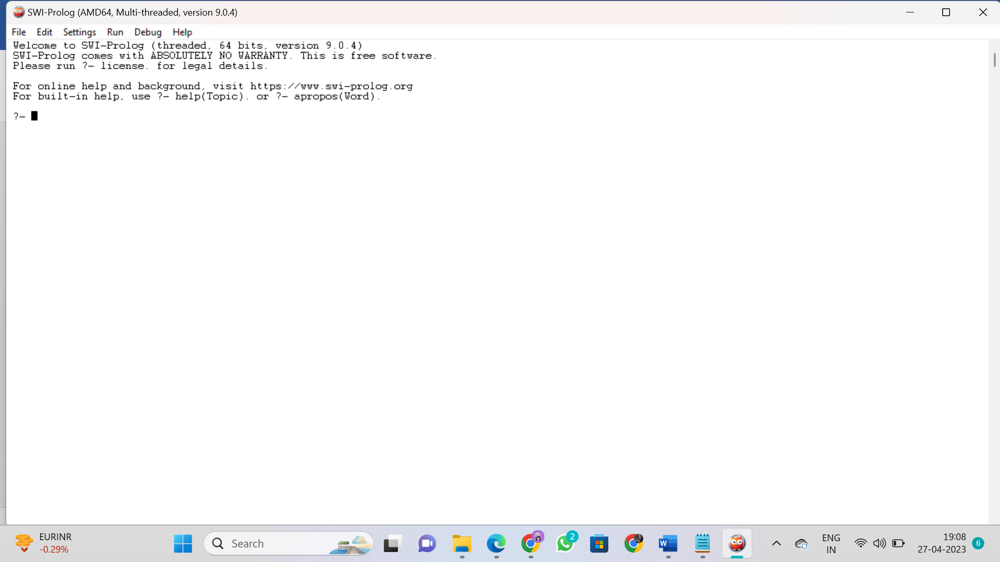 SWI-Prolog (AMD64, Multi-threaded, version 9.0.4)
File Edit Settings Run Debug Help
Welcome to SWI-Prolog (threaded, 64 bits, version 9.0.4)
SWI-Prolog comes with ABSOLUTELY NO WARRANTY. This is free software.
Please run ?- license. for legal details.
For online help and background, visit https://www.swi-prolog.org
For built-in help, use ?- help(Topic). or ?- apropos(Word).
?-
EURINR
-0.29%
Search
2
W
ENG
IN
19:08
27-04-2023
6